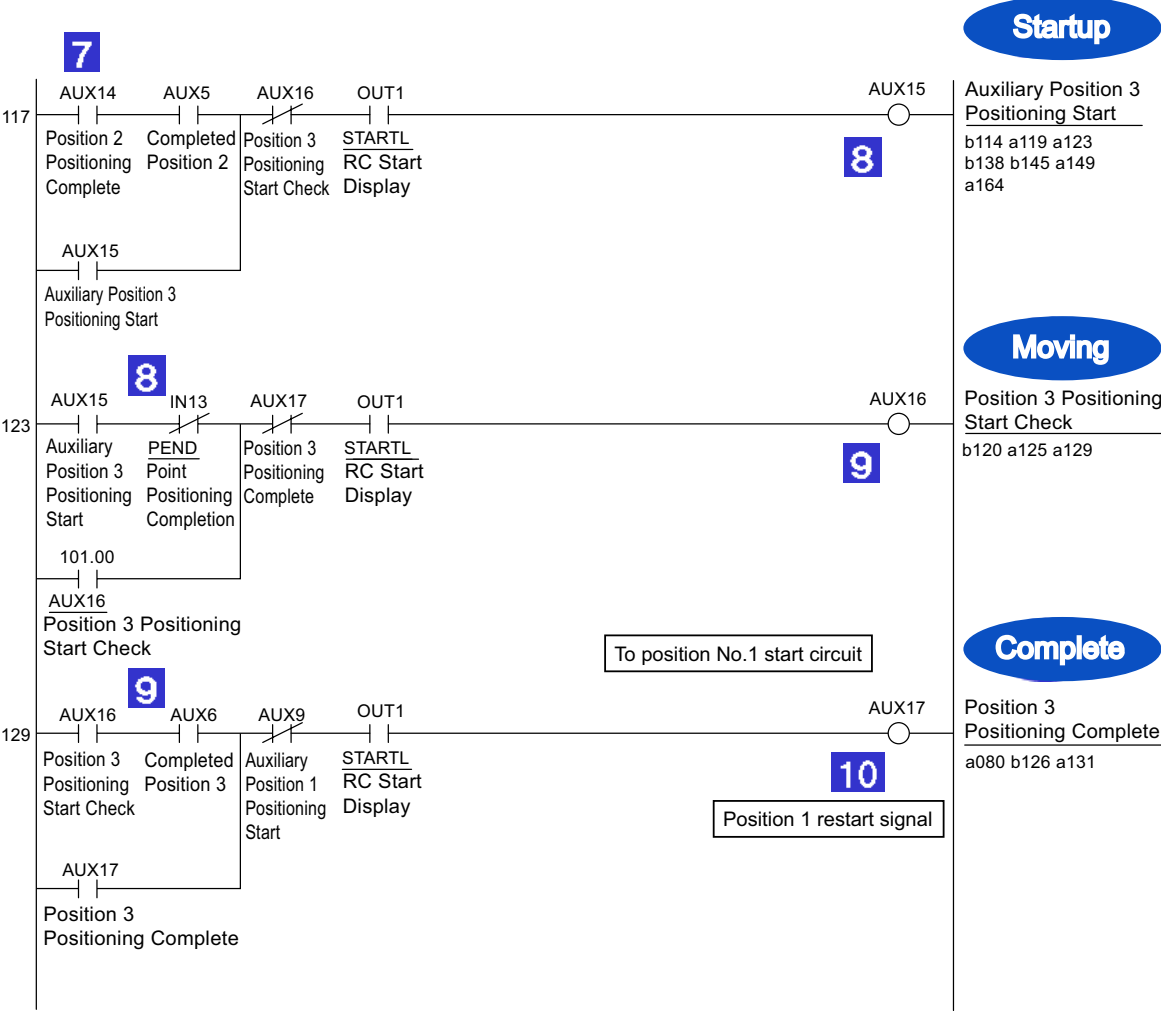 Startup
7
AUX14 AUX5 AUX16 OUT1 AUX15 Auxiliary Position 3
Positioning Start
117
Position 2 Completed Position 3 STARTL
Positioning Position 2 Positioning RC Start
Complete Start Check Display
8
b114 a119 a123
b138 b145 a149
a164
AUX15
Auxiliary Position 3
Positioning Start
Moving
8
AUX15 IN13 AUX17 OUT1 AUX16 Position 3 Positioning
Start Check
123
Auxiliary PEND Position 3 STARTL
Position 3 Point Positioning RC Start
Positioning Positioning Complete Display
Start Completion
9
b120 a125 a129
101.00
AUX16
Position 3 Positioning
Start Check
To position No.1 start circuit
Complete
9
AUX16 AUX6 AUX9 OUT1 AUX17 Position 3
Positioning Complete
129
Position 3 Completed Auxiliary STARTL
Positioning Position 3 Position 1 RC Start
Start Check Positioning Display
Start
10
a080 b126 a131
Position 1 restart signal
AUX17
Position 3
Positioning Complete